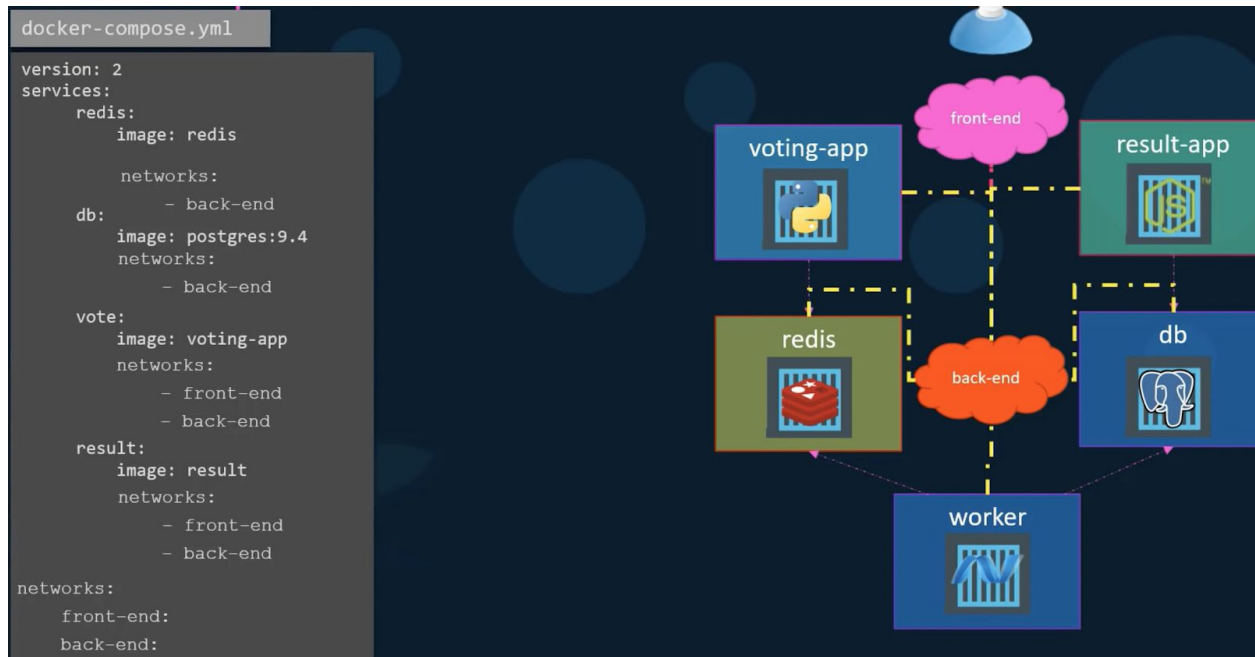 docker-compose.yml
version: 2
services:
redis:
image: redis
networks:
- back-end
db:
image: postgres:9.4
networks:
- back-end
vote:
image: voting-app
networks:
- front-end
- back-end
result:
image: result
networks:
- front-end
- back-end
networks:
front-end:
back-end:
front-end
voting-app
result-app
JS
TM
redis
back-end
db
worker